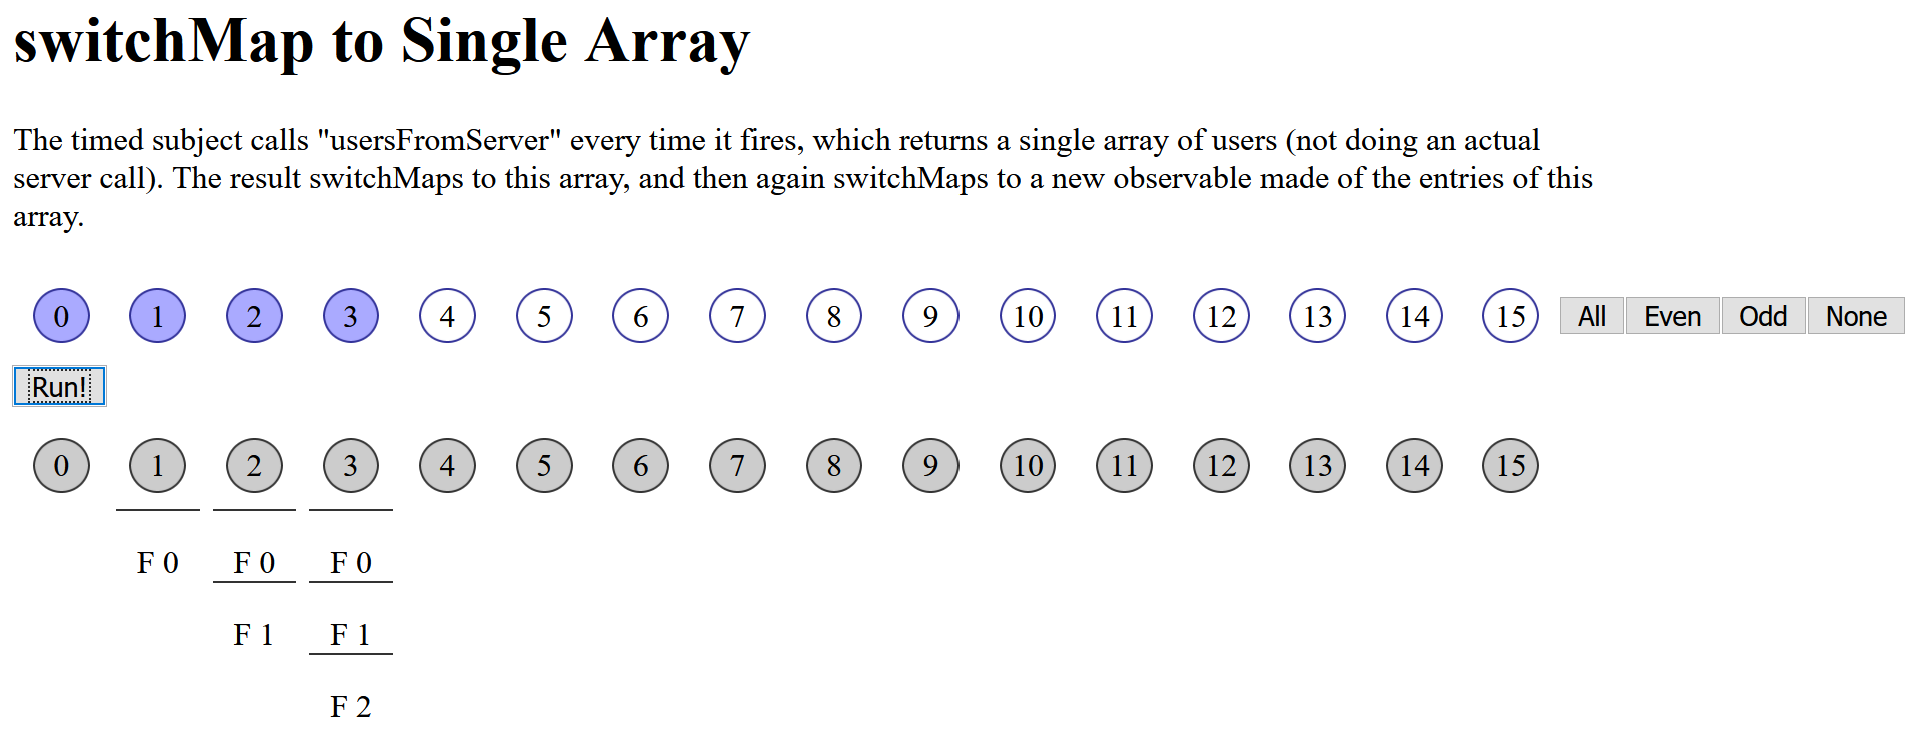 switchMap to Single Array
The timed subject calls "usersFromServer" every time it fires, which returns a single array of users (not doing an actual
server call). The result switchMaps to this array, and then again switchMaps to a new observable made of the entries of this
array.
0 1 2 3 4 5 6 7 8 9 10 11 12 13 14 15 All Even Odd None
Run!
0 1 2 3 4 5 6 7 8 9 10 11 12 13 14 15
F 0 F 0 F 0
F 1 F 1
F 2